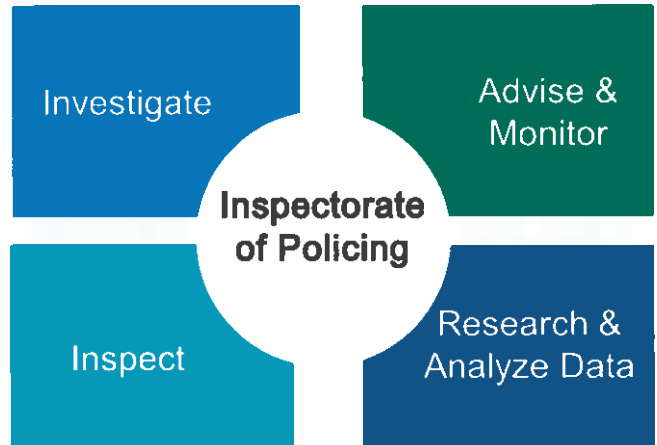 Investigate
Advise &
Monitor
Inspectorate
of Policing
Inspect
Research &
Analyze Data